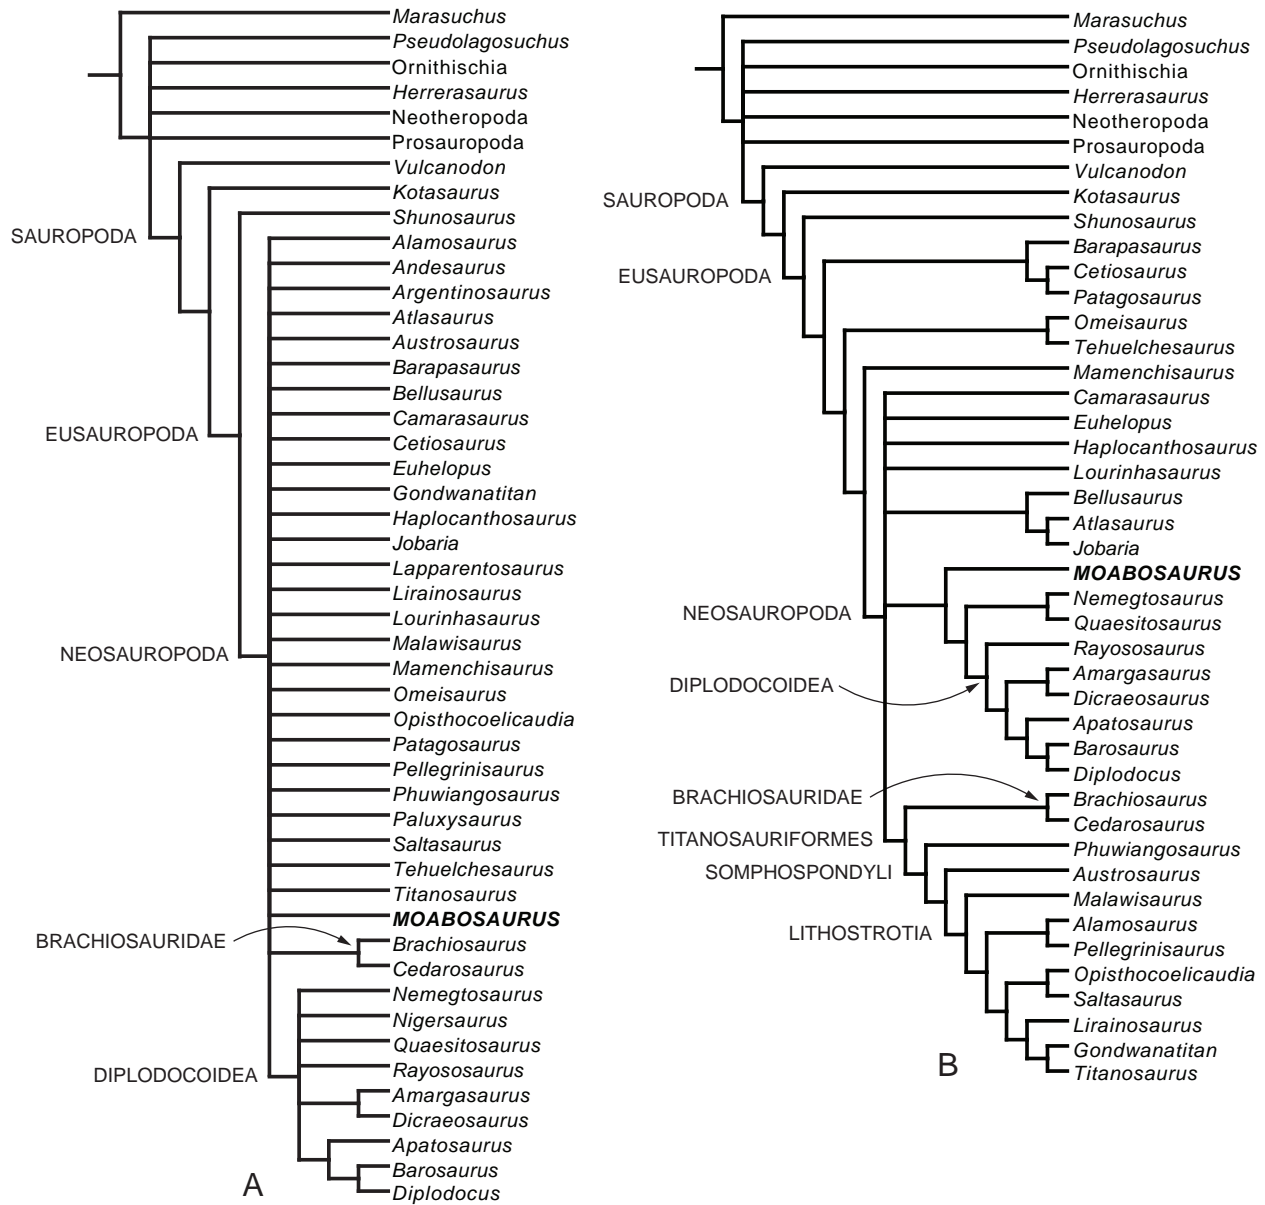 Marasuchus
Pseudolagosuchus
Ornithischia
Herrerasaurus
Neotheropoda
Prosauropoda
Vulcanodon
Kotasaurus
Shunosaurus
SAUROPODA
Alamosaurus
Andesaurus
Argentinosaurus
Atlasaurus
Austrosaurus
Barapasaurus
Bellusaurus
Camarasaurus
EUSAUROPODA
Cetiosaurus
Euhelopus
Gondwanatitan
Haplocanthosaurus
Jobaria
Lapparentosaurus
Lirainosaurus
Lourinhasaurus
Malawisaurus
NEOSAUROPODA
Mamenchisaurus
Omeisaurus
Opisthocoelicaudia
Patagosaurus
Pellegrinisaurus
Phuwiangosaurus
Paluxysaurus
Saltasaurus
Tehuelchesaurus
Titanosaurus
MOABOSAURUS
BRACHIOSAURIDAE
Brachiosaurus
Cedarosaurus
Nemegtosaurus
Nigersaurus
Quaesitosaurus
DIPLODOCOIDEA
Rayososaurus
Amargasaurus
Dicraeosaurus
Apatosaurus
Barosaurus
Diplodocus
A
Marasuchus
Pseudolagosuchus
Ornithischia
Herrerasaurus
Neotheropoda
Prosauropoda
Vulcanodon
SAUROPODA
Kotasaurus
Shunosaurus
Barapasaurus
EUSAUROPODA
Cetiosaurus
Patagosaurus
Omeisaurus
Tehuelchesaurus
Mamenchisaurus
Camarasaurus
Euhelopus
Haplocanthosaurus
Lourinhasaurus
Bellusaurus
Atlasaurus
Jobaria
MOABOSAURUS
Nemegtosaurus
NEOSAUROPODA
Quaesitosaurus
Rayososaurus
Amargasaurus
DIPLODOCOIDEA
Dicraeosaurus
Apatosaurus
Barosaurus
Diplodocus
BRACHIOSAURIDAE
Brachiosaurus
Cedarosaurus
TITANOSAURIFORMES
Phuwiangosaurus
SOMPHOSPONDYLI
Austrosaurus
Malawisaurus
Alamosaurus
LITHOSTROTIA
Pellegrinisaurus
Opisthocoelicaudia
Saltasaurus
Lirainosaurus
Gondwanatitan
Titanosaurus
B